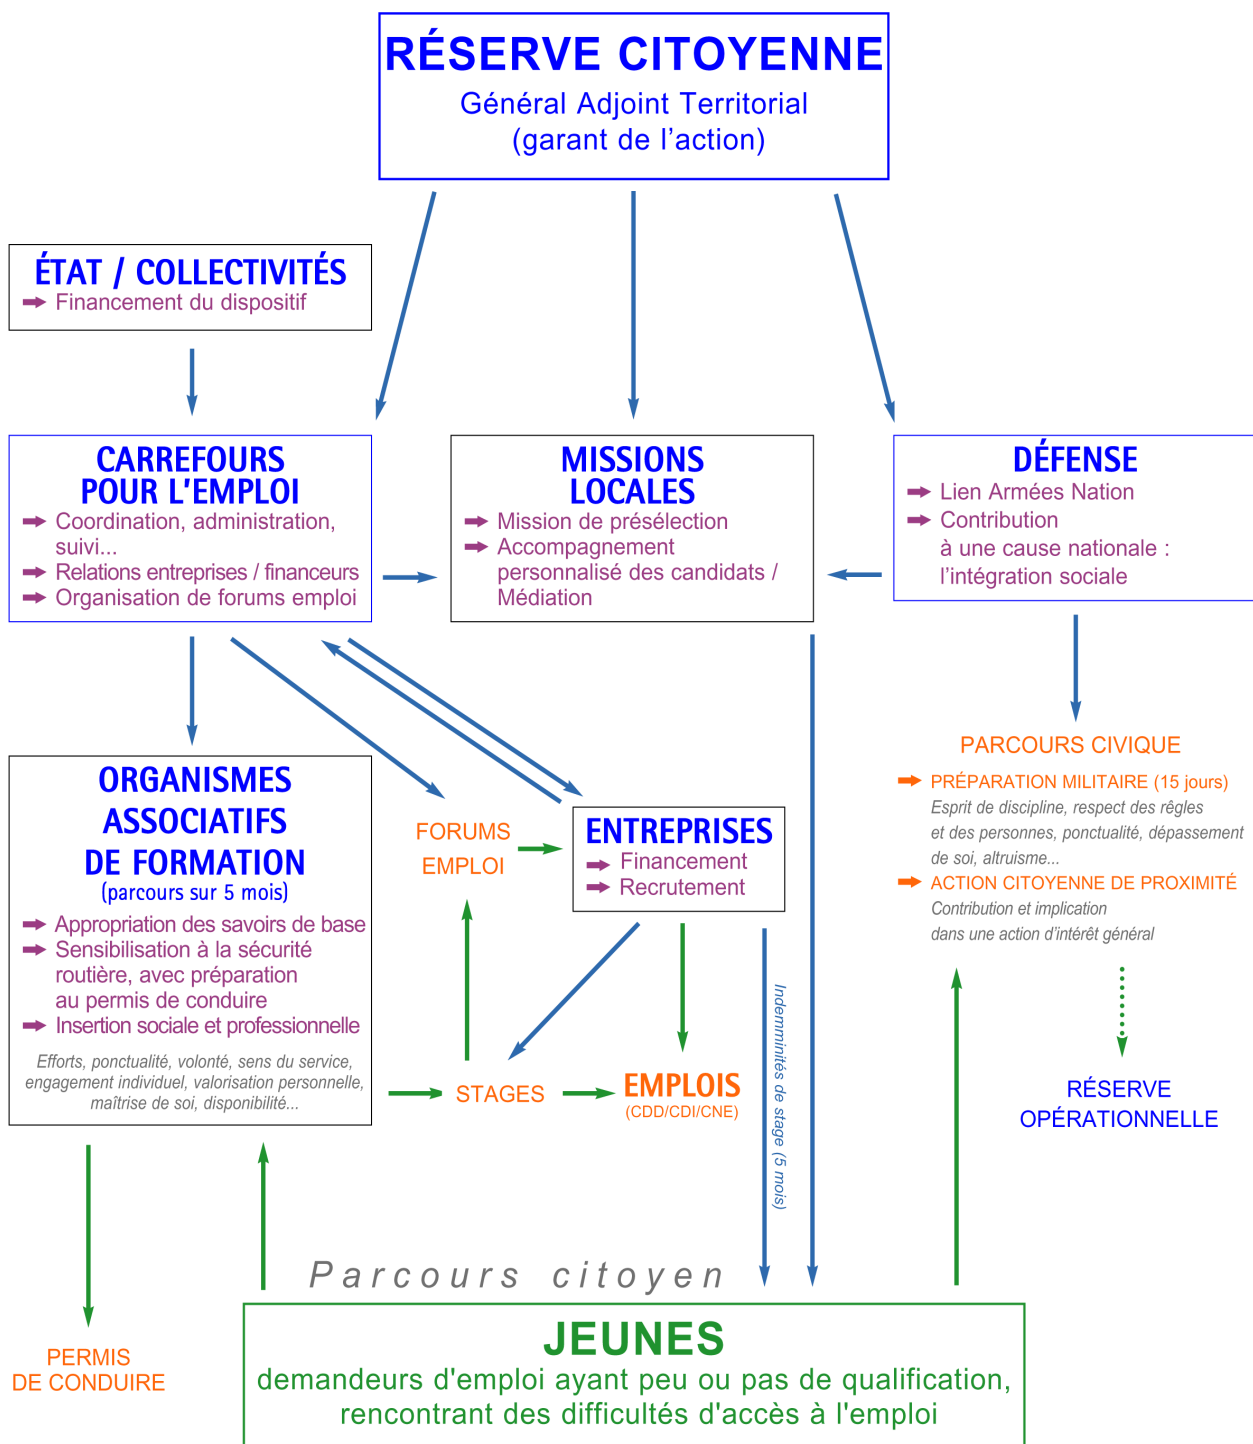 RÉSERVE CITOYENNE
Général Adjoint Territorial
(garant de l’action)
ÉTAT / COLLECTIVITÉS
Financement du dispositif
CARREFOURS
POUR L'EMPLOI
Coordination, administration,
suivi...
Relations entreprises / financeurs
Organisation de forums emploi
MISSIONS
LOCALES
Mission de présélection
Accompagnement
personnalisé des candidats /
Médiation
DÉFENSE
Lien Armées Nation
Contribution
à une cause nationale :
l’intégration sociale
ORGANISMES
ASSOCIATIFS
DE FORMATION
(parcours sur 5 mois)
Appropriation des savoirs de base
Sensibilisation à la sécurité
routière, avec préparation
au permis de conduire
Insertion sociale et professionnelle
Efforts, ponctualité, volonté, sens du service,
engagement individuel, valorisation personnelle,
maîtrise de soi, disponibilité...
FORUMS
EMPLOI
ENTREPRISES
Financement
Recrutement
PARCOURS CIVIQUE
PRÉPARATION MILITAIRE (15 jours)
Esprit de discipline, respect des rêgles
et des personnes, ponctualité, dépassement
de soi, altruisme...
ACTION CITOYENNE DE PROXIMITÉ
Contribution et implication
dans une action d’intérêt général
STAGES
EMPLOIS
(CDD/CDI/CNE)
Indemminités de stage (5 mois)
RÉSERVE
OPÉRATIONNELLE
Parcours citoyen
PERMIS
DE CONDUIRE
JEUNES
demandeurs d'emploi ayant peu ou pas de qualification,
rencontrant des difficultés d'accès à l'emploi